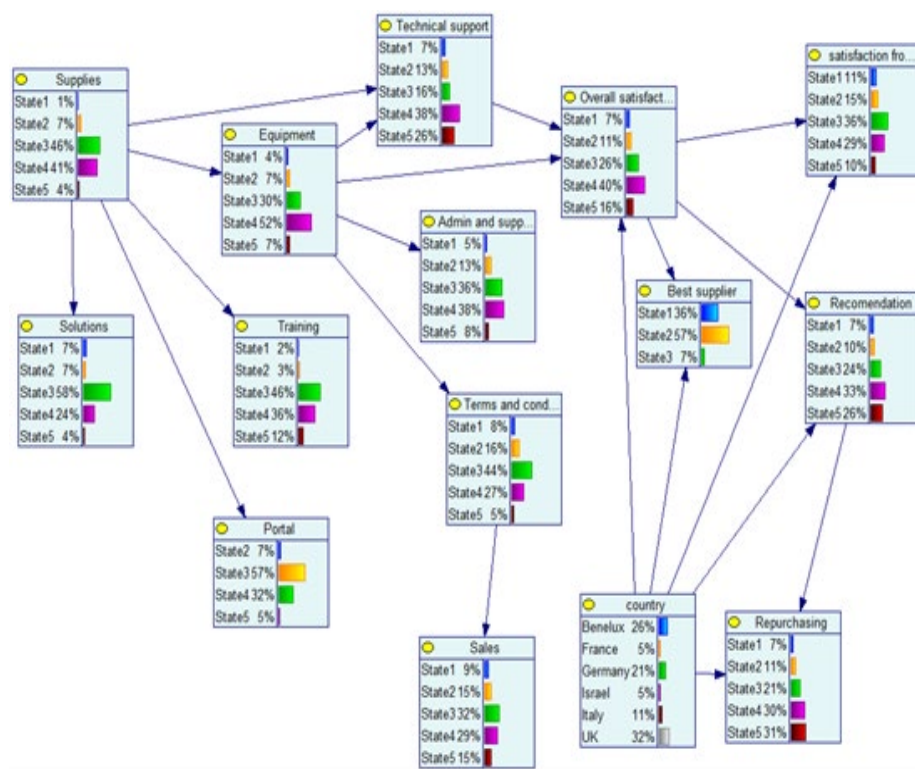 Technical support
State1 7%
State2 13%
State3 16%
State4 38%
State5 26%
satisfaction fro...
State1 11%
State2 15%
State3 36%
State4 29%
State5 10%
Supplies
State1 1%
State2 7%
State3 46%
State4 41%
State5 4%
Overall satisfact...
State1 7%
State2 11%
State3 26%
State4 40%
State5 16%
Equipment
State1 4%
State2 7%
State3 30%
State4 52%
State5 7%
Admin and supp...
State1 5%
State2 13%
State3 36%
State4 38%
State5 8%
Best supplier
State1 36%
State2 57%
State3 7%
Recomendation
State1 7%
State2 10%
State3 24%
State4 33%
State5 26%
Solutions
State1 7%
State2 7%
State3 58%
State4 24%
State5 4%
Training
State1 2%
State2 3%
State3 46%
State4 36%
State5 12%
Terms and cond...
State1 8%
State2 16%
State3 44%
State4 27%
State5 5%
Portal
State2 7%
State3 57%
State4 32%
State5 5%
country
Benelux 26%
France 5%
Germany 21%
Israel 5%
Italy 11%
UK 32%
Repurchasing
State1 7%
State2 11%
State3 21%
State4 30%
State5 31%
Sales
State1 9%
State2 15%
State3 32%
State4 29%
State5 15%